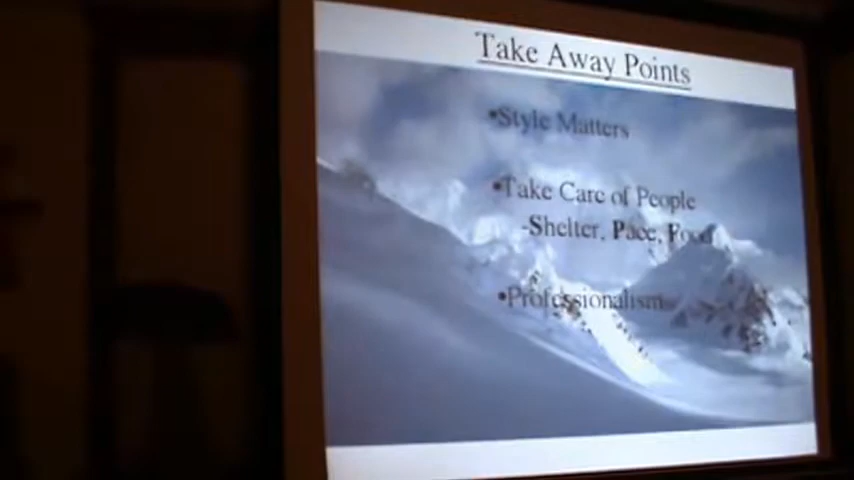 Take Away Points
•Style Matters
•Take Care of People
-Shelter, Pace, Food
•Professionalism